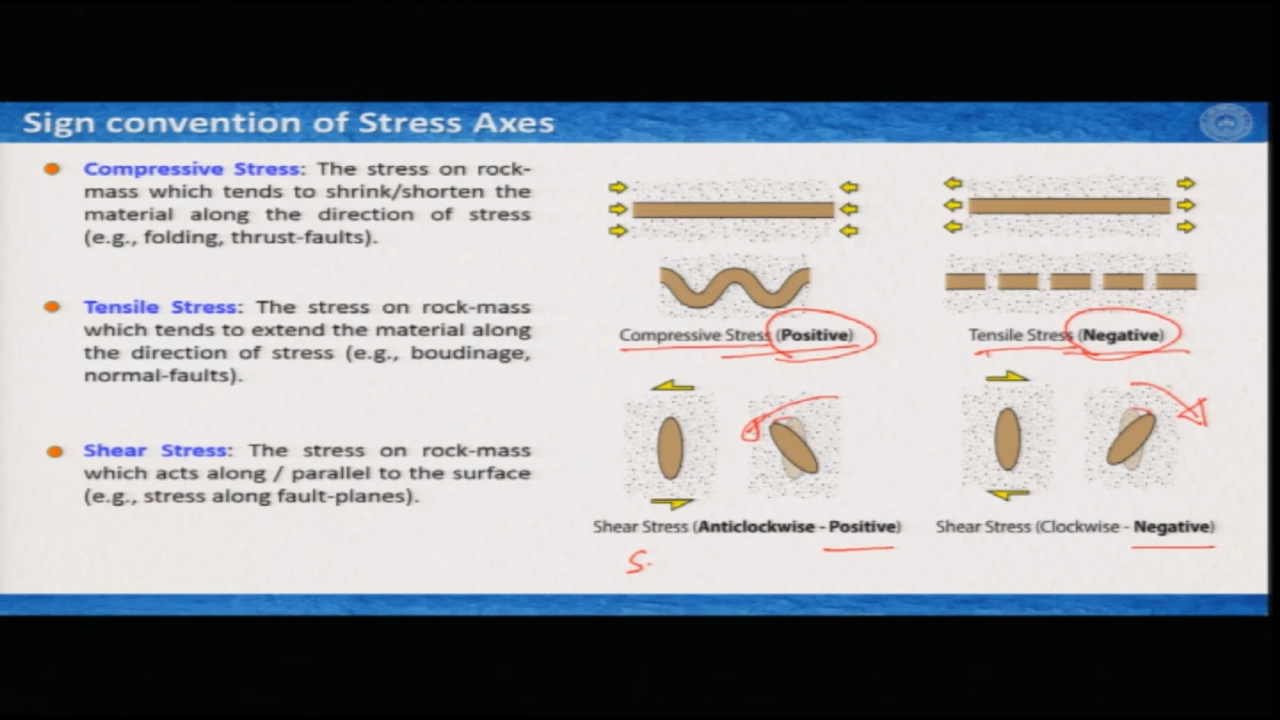 Sign convention of Stress Axes
Compressive Stress: The stress on rock-
mass which tends to shrink/shorten the
material along the direction of stress
(e.g., folding, thrust-faults).
Tensile Stress: The stress on rock-mass
which tends to extend the material along
the direction of stress (e.g., boudinage,
normal-faults).
Shear Stress: The stress on rock-mass
which acts along / parallel to the surface
(e.g., stress along fault-planes).
Compressive Stress (Positive)
Tensile Stress (Negative)
Shear Stress (Anticlockwise - Positive)
Shear Stress (Clockwise - Negative)
S